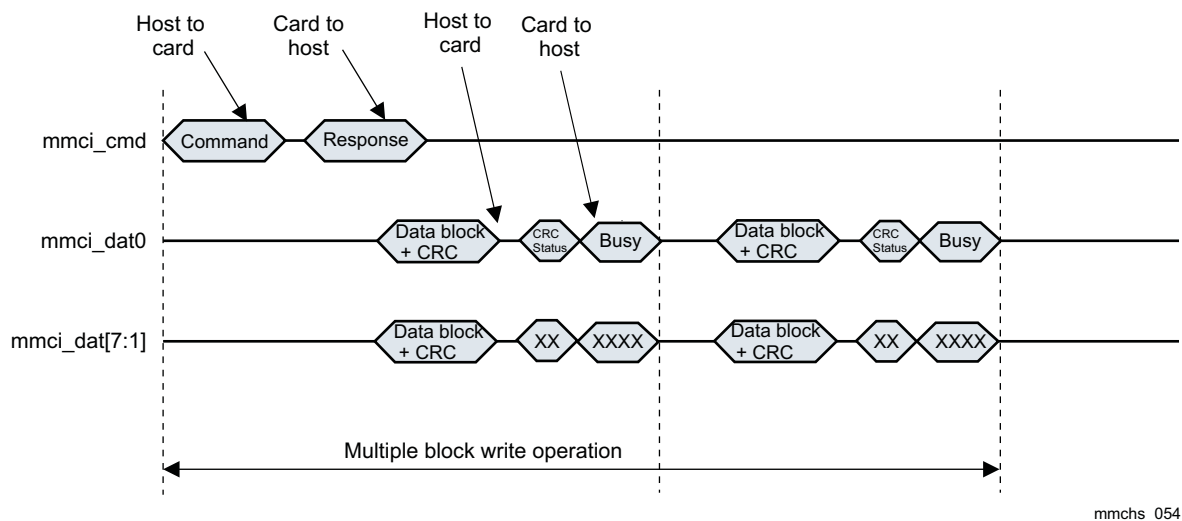 Host to
card
Card to
host
Host to
card
Card to
host
mmci_cmd
Command
Response
mmci_dat0
Data block
+ CRC
CRC
Status
Busy
Data block
+ CRC
CRC
Status
Busy
mmci_dat[7:1]
Data block
+ CRC
XX
XXXX
Data block
+ CRC
XX
XXXX
Multiple block write operation
mmchs_054